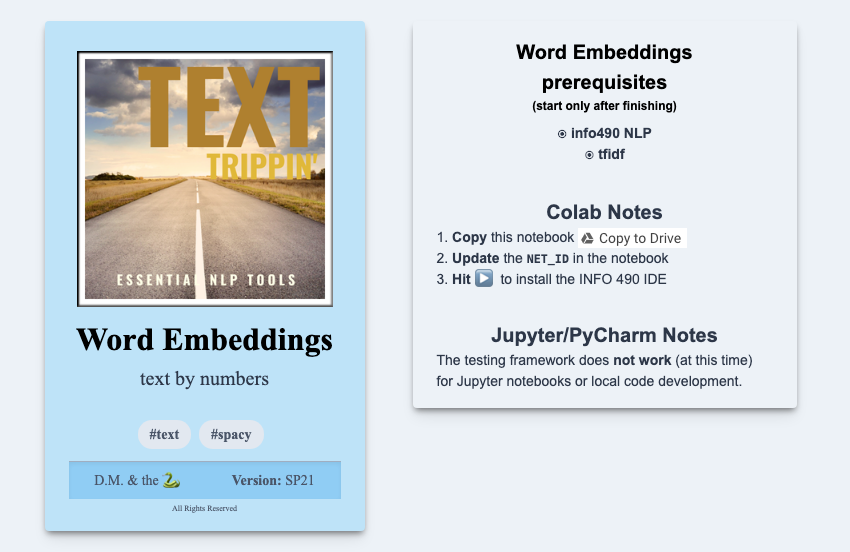 TEXT
TRIPPIN'
ESSENTIAL NLP TOOLS
Word Embeddings
text by numbers
#text #spacy
D.M. & the 🐍 Version: SP21
All Rights Reserved
Word Embeddings
prerequisites
(start only after finishing)
info490 NLP
tfidf
Colab Notes
1. Copy this notebook Copy to Drive
2. Update the NET_ID in the notebook
3. Hit ▶️ to install the INFO 490 IDE
Jupyter/PyCharm Notes
The testing framework does not work (at this time)
for Jupyter notebooks or local code development.